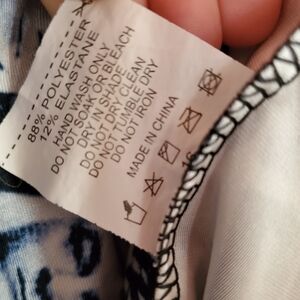 88% POLYESTER
12% ELASTANE
HAND WASH ONLY
DO NOT SOAK OR BLEACH
DRY IN SHADE
DO NOT DRY CLEAN
DO NOT TUMBLE DRY
DO NOT IRON
MADE IN CHINA
16